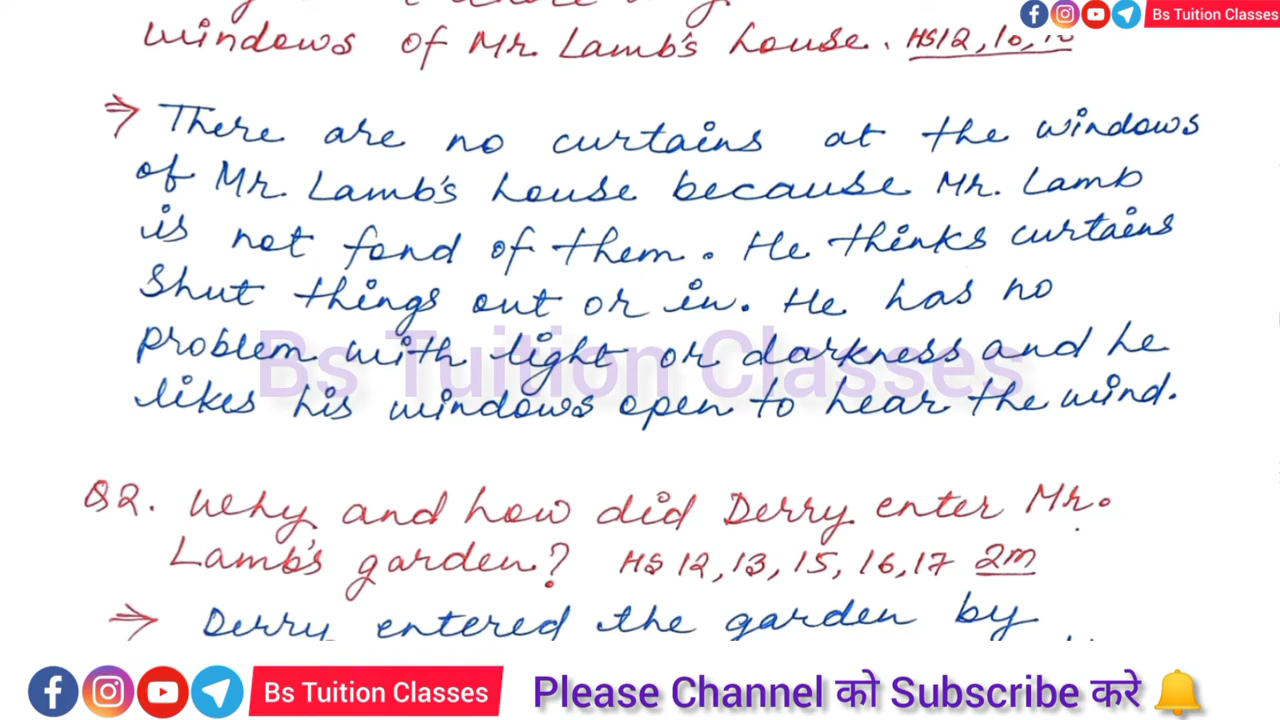 Bs Tuition Classes
windows of Mr. Lamb's house. HS12, 
There are no curtains at the windows
of Mr. Lamb's house because Mr. Lamb
is not fond of them. He thinks curtains
shut things out or in. He has no
problem with light or darkness and he
likes his windows open to hear the wind.
Bs Tuition Classes
Q2. Why and how did Derry enter Mr.
Lamb's garden? HS 12, 13, 15, 16, 17 2m
⇒ Derry entered the garden by
Bs Tuition Classes
Please Channel को Subscribe करे